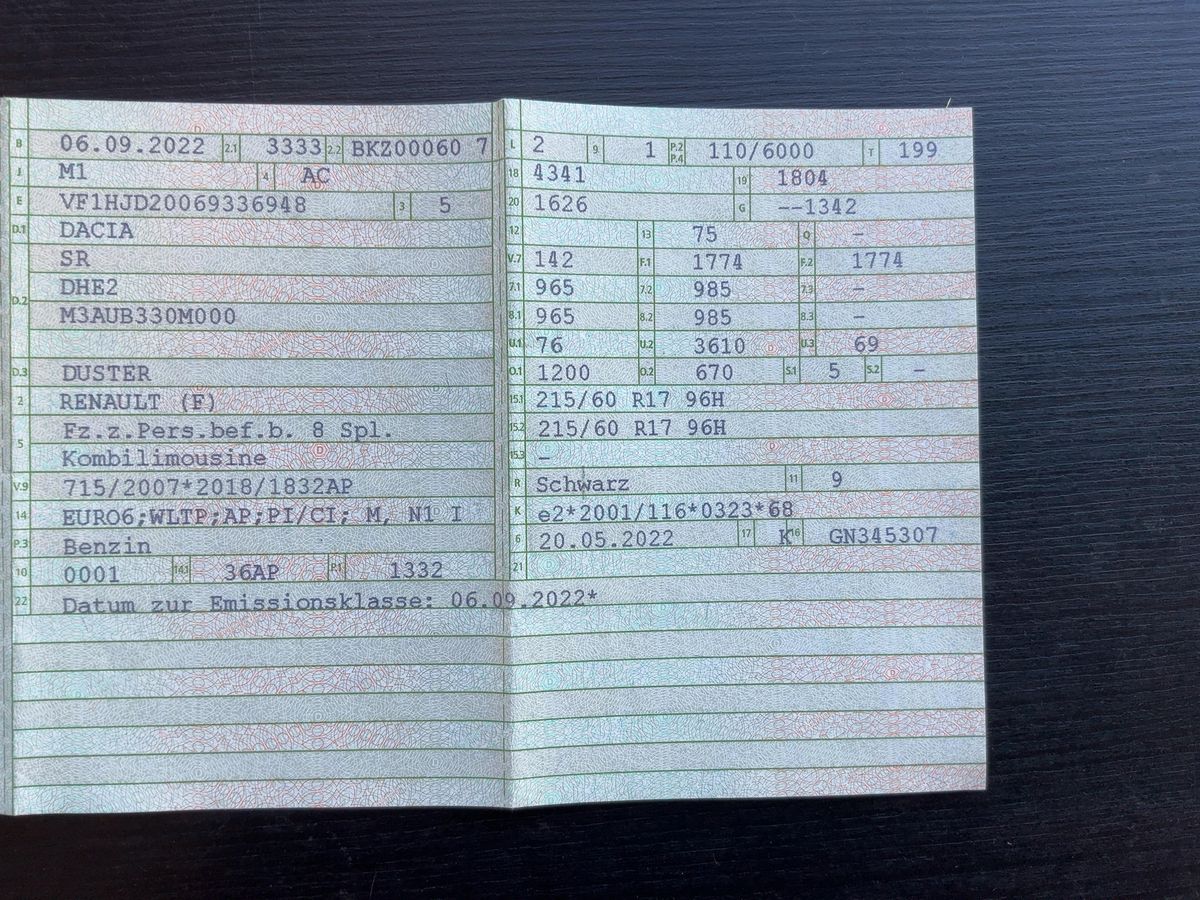 B 06.09.2022 2.1 3333 2.2 BKZ00060 7
J M1 4 AC
E VF1HJD20069336948 3 5
D.1 DACIA
SR
D.2 DHE2
M3AUB330M000
D.3 DUSTER
2 RENAULT (F)
5 Fz.z.Pers.bef.b. 8 Spl.
Kombilimousine
V.9 715/2007*2018/1832AP
14 EURO6;WLTP;AP;PI/CI; M, N1 I
P.3 Benzin
10 0001 14.1 36AP P.1 1332
22 Datum zur Emissionsklasse: 06.09.2022*
L 2 9 1 P.2 P.4 110/6000 T 199
18 4341 19 1804
20 1626 G --1342
12 13 75 Q -
V.7 142 F.1 1774 F.2 1774
7.1 965 7.2 985 7.3 -
8.1 965 8.2 985 8.3 -
U.1 76 U.2 3610 U.3 69
O.1 1200 O.2 670 S.1 5 S.2 -
15.1 215/60 R17 96H
15.2 215/60 R17 96H
15.3 -
R Schwarz 11 9
K e2*2001/116*0323*68
6 20.05.2022 17 K 16 GN345307
21